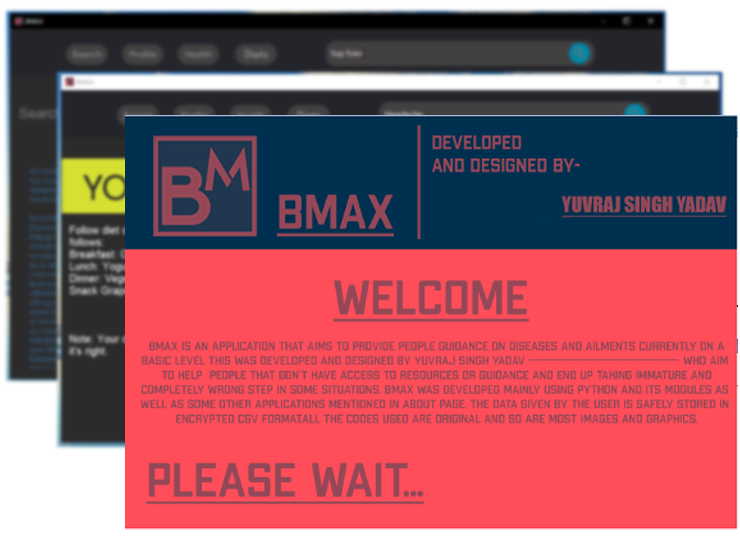 BMAX
Search Profile Health Diets
Search
YO
Follow diet
follows:
Breakfast:
Lunch: Yogu
Dinner: Vege
Snack Grape
Note: Your
it's right.
BM
BMAX
DEVELOPED
AND DESIGNED BY-
YUVRAJ SINGH YADAV
WELCOME
BMAX IS AN APPLICATION THAT AIMS TO PROVIDE PEOPLE GUIDANCE ON DISEASES AND AILMENTS CURRENTLY ON A
BASIC LEVEL THIS WAS DEVELOPED AND DESIGNED BY YUVRAJ SINGH YADAV ———————————— WHO AIM
TO HELP PEOPLE THAT DON'T HAVE ACCESS TO RESOURCES OR GUIDANCE AND END UP TAKING IMMATURE AND
COMPLETELY WRONG STEP IN SOME SITUATIONS. BMAX WAS DEVELOPED MAINLY USING PYTHON AND ITS MODULES AS
WELL AS SOME OTHER APPLICATIONS MENTIONED IN ABOUT PAGE. THE DATA GIVEN BY THE USER IS SAFELY STORED IN
ENCRYPTED CSV FORMATALL THE CODES USED ARE ORIGINAL AND SO ARE MOST IMAGES AND GRAPHICS.
PLEASE WAIT...